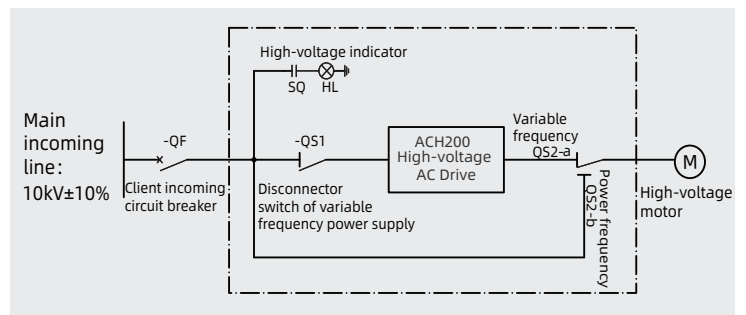 High-voltage indicator
SQ HL
Main
incoming
line:
10kV±10%
-QF
Client incoming
circuit breaker
-QS1
Disconnector
switch of variable
frequency power supply
ACH200
High-voltage
AC Drive
Variable
frequency
QS2-a
Power frequency
QS2-b
M
High-voltage
motor